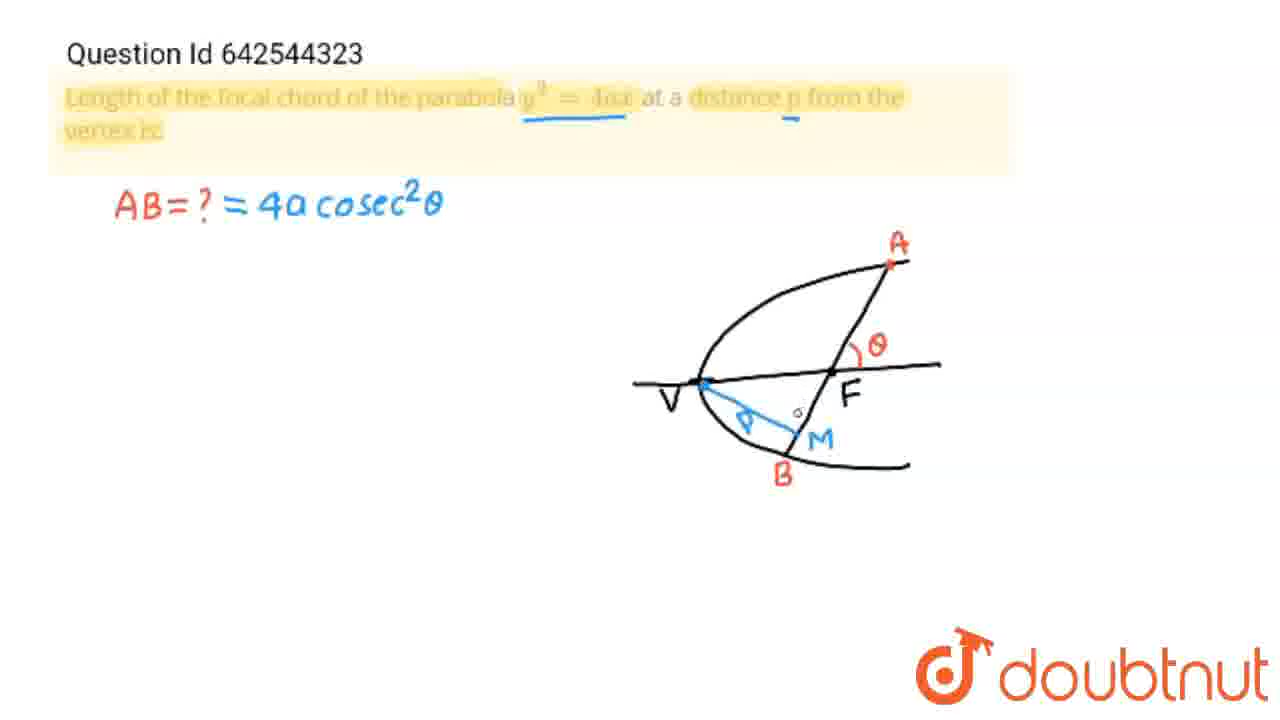 Question Id 642544323
Length of the focal chord of the parabola y² = 4ax at a distance p from the
vertex is:
AB = ? = 4a cosec²θ
A
θ
V
F
p
M
B
doubtnut